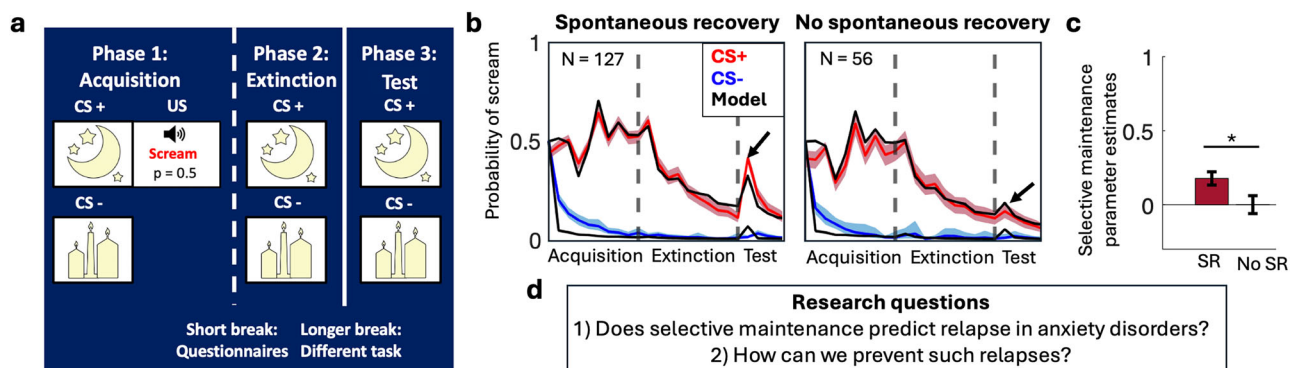 a
Phase 1:
Acquisition
Phase 2:
Extinction
Phase 3:
Test
CS +
US
CS +
CS +
Scream
p = 0.5
CS -
CS -
CS -
Short break:
Questionnaires
Longer break:
Different task
b
Spontaneous recovery
No spontaneous recovery
Probability of scream
1
0.5
0
N = 127
CS+
CS-
Model
N = 56
Acquisition
Extinction
Test
Acquisition
Extinction
Test
c
Selective maintenance
parameter estimates
1
0.5
0
*
SR
No SR
d
Research questions
1) Does selective maintenance predict relapse in anxiety disorders?
2) How can we prevent such relapses?